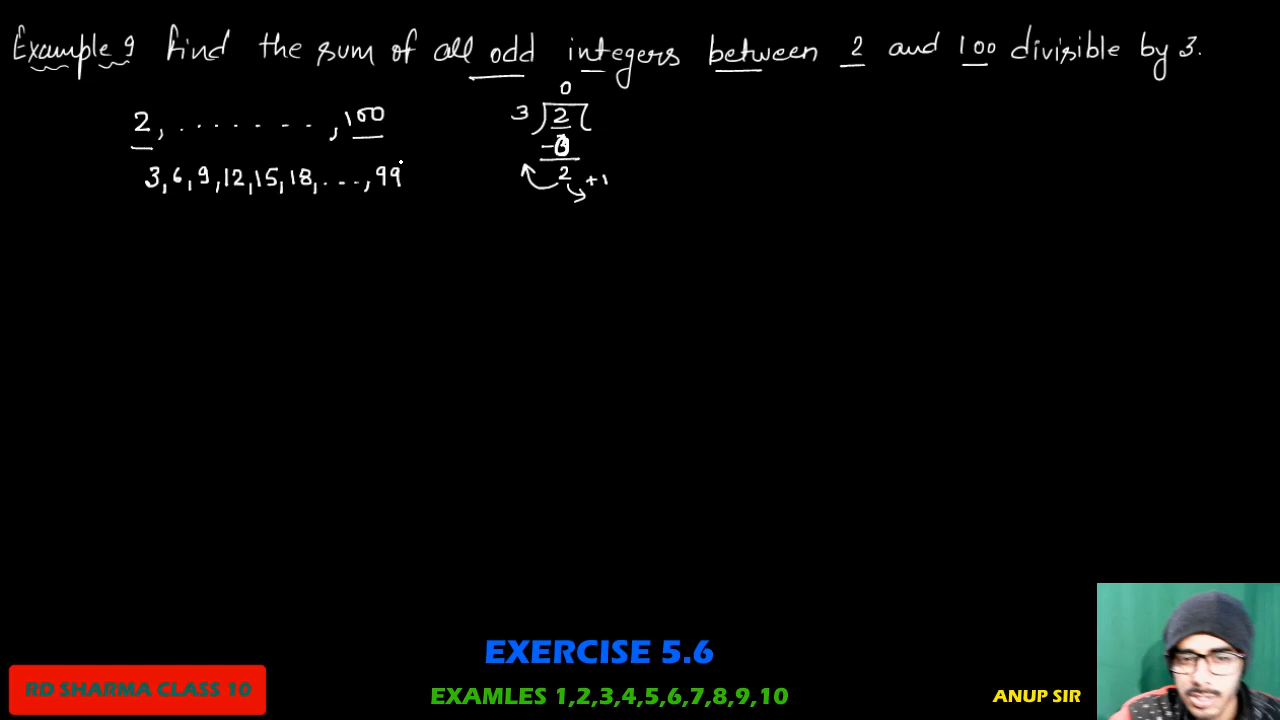 Example 9 Find the sum of all odd integers between 2 and 100 divisible by 3.
2, ......., 100
3, 6, 9, 12, 15, 18, ..., 99
0
3 ) 2 (
2 +1
EXERCISE 5.6
RD SHARMA CLASS 10
EXAMLES 1,2,3,4,5,6,7,8,9,10
ANUP SIR